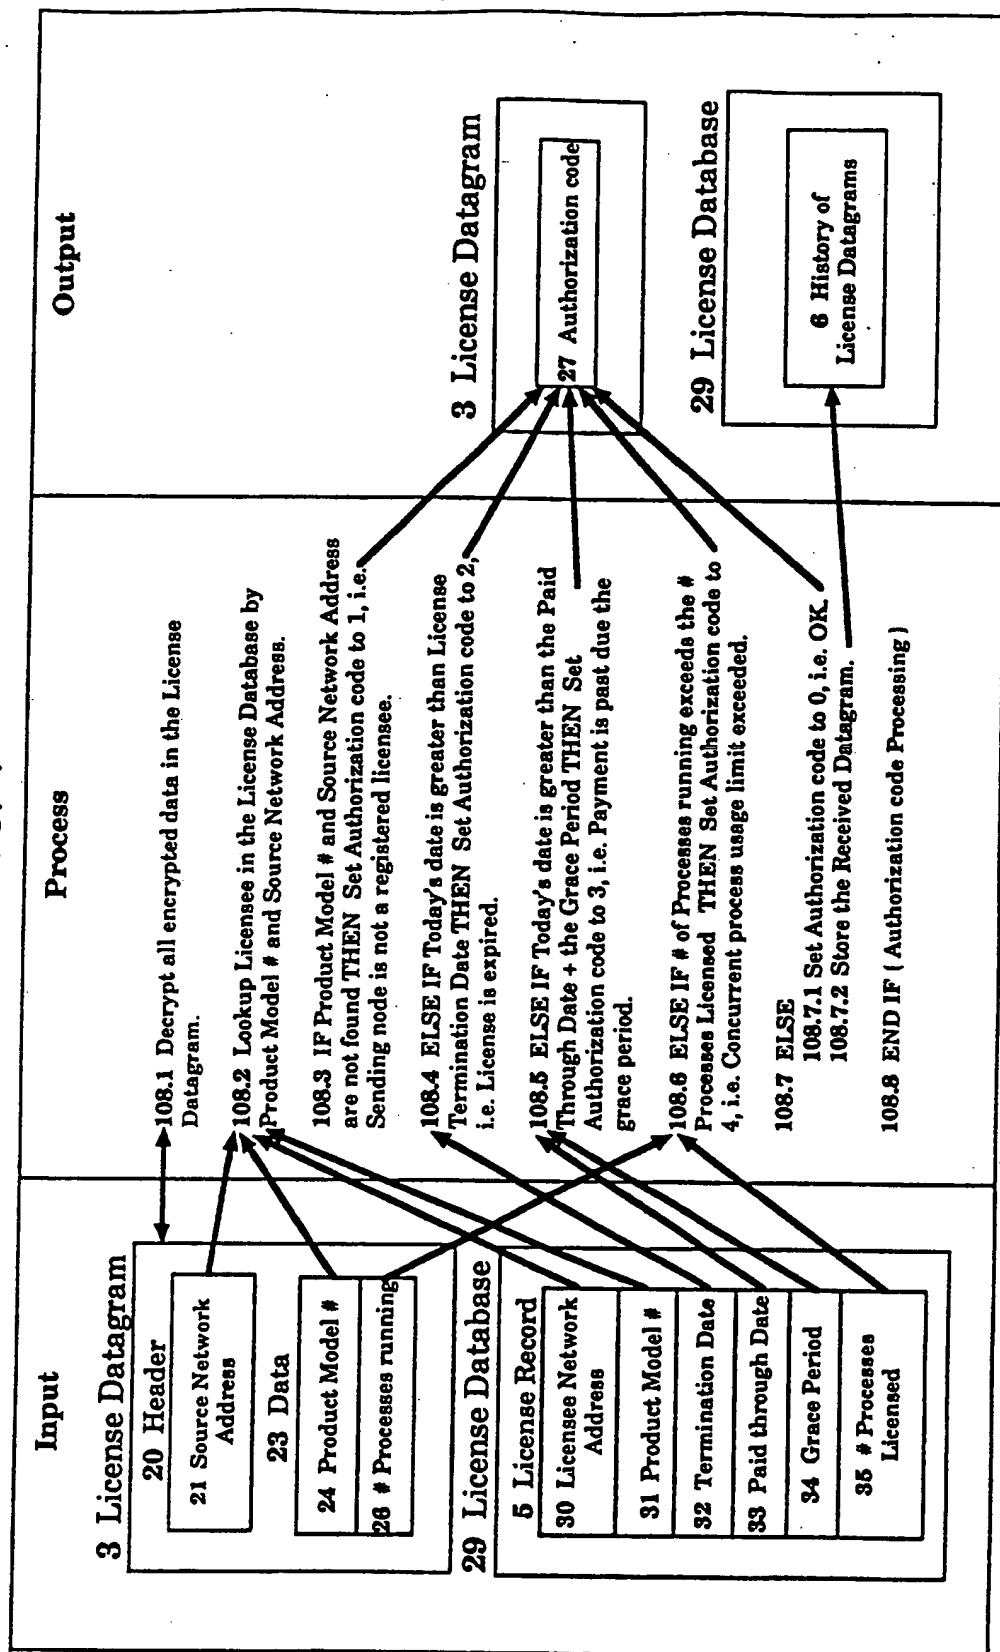 Input
3 License Datagram
20 Header
21 Source Network
Address
23 Data
24 Product Model #
26 # Processes running
29 License Database
5 License Record
30 Licensee Network
Address
31 Product Model #
32 Termination Date
33 Paid through Date
34 Grace Period
35 # Processes
Licensed
Process
108.1 Decrypt all encrypted data in the License
Datagram.
108.2 Lookup Licensee in the License Database by
Product Model # and Source Network Address.
108.3 IF Product Model # and Source Network Address
are not found THEN Set Authorization code to 1, i.e.
Sending node is not a registered licensee.
108.4 ELSE IF Today's date is greater than License
Termination Date THEN Set Authorization code to 2,
i.e. License is expired.
108.5 ELSE IF Today's date is greater than the Paid
Through Date + the Grace Period THEN Set
Authorization code to 3, i.e. Payment is past due the
grace period.
108.6 ELSE IF # of Processes running exceeds the #
Processes Licensed THEN Set Authorization code to
4, i.e. Concurrent process usage limit exceeded.
108.7 ELSE
108.7.1 Set Authorization code to 0, i.e. OK.
108.7.2 Store the Received Datagram.
108.8 END IF ( Authorization code Processing )
Output
3 License Datagram
27 Authorization code
29 License Database
6 History of
License Datagrams